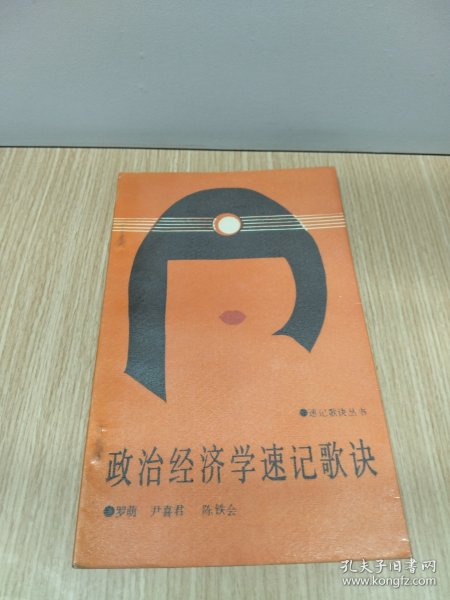 ●速记歌诀丛书
政治经济学速记歌诀
●罗萌 尹喜君 陈铁会
孔夫子旧书网
www.kongfz.com